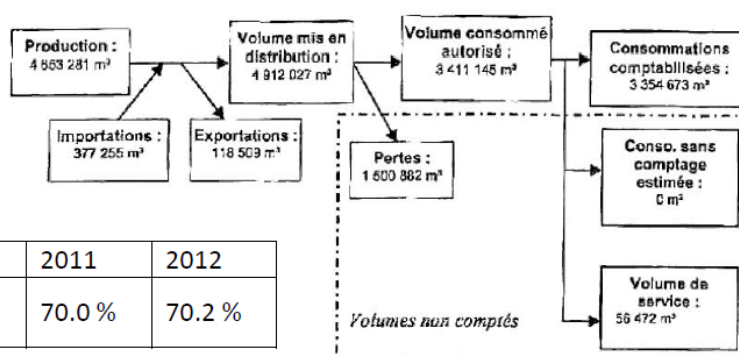 Production :
4 653 281 m³
Importations :
377 255 m³
Exportations :
118 509 m³
Volume mis en
distribution :
4 912 027 m³
Volume consommé
autorisé :
3 411 145 m³
Pertes :
1 500 882 m³
Consommations
comptabilisées :
3 354 673 m³
Conso. sans
comptage
estimée :
0 m³
Volume de
service :
56 472 m³
Volumes non comptés
2011 2012
70.0 % 70.2 %